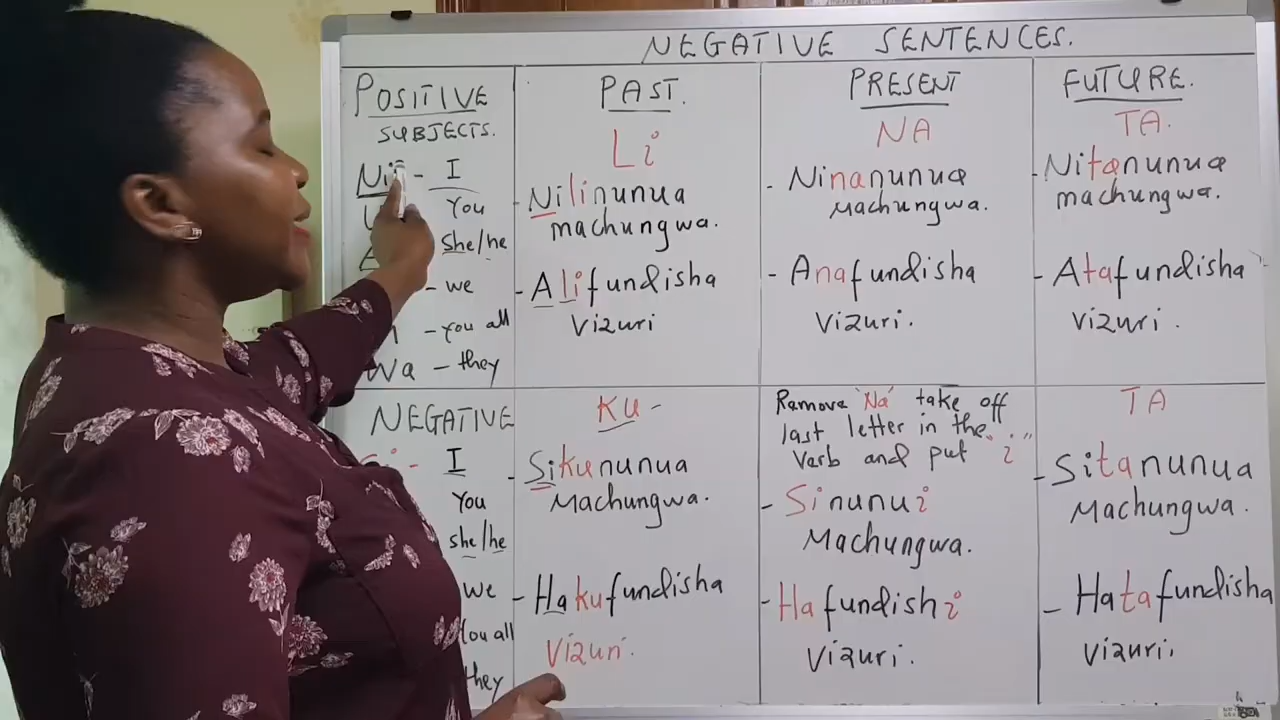 NEGATIVE SENTENCES.
POSITIVE
SUBJECTS.
Ni - I
You
She/he
- we
- you all
Wa - they
PAST.
Li
- Nilinunua
machungwa.
- Alifundisha
vizuri
PRESENT
NA
- Ninanunua
Machungwa.
- Anafundisha
vizuri.
FUTURE.
TA.
- Nitanunua
machungwa.
- Atafundisha
vizuri.
NEGATIVE
I
You
she/he
we
You all
they
KU-
- Sikununua
Machungwa.
- Hakufundisha
Vizuri.
Remove 'Na' take off
last letter in the
Verb and put "i"
- Sinunui
Machungwa.
- Hafundishi
Vizuri.
TA
- Sitanunua
Machungwa.
- Hatafundisha
vizuri.